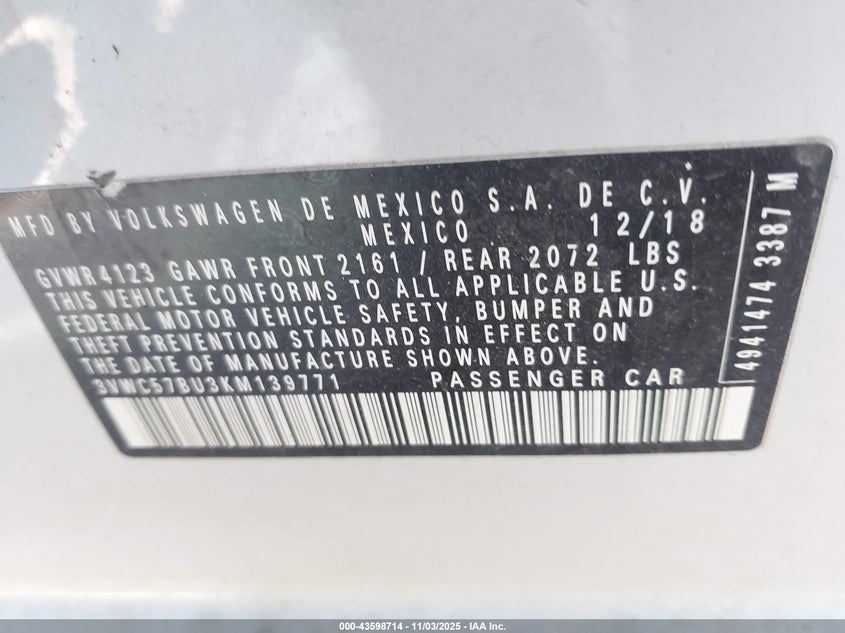 MFD BY VOLKSWAGEN DE MEXICO S.A. DE C.V.
MEXICO 12/18
GVWR4123 GAWR FRONT 2161 / REAR 2072 LBS
THIS VEHICLE CONFORMS TO ALL APPLICABLE U.S.
FEDERAL MOTOR VEHICLE SAFETY, BUMPER AND
THEFT PREVENTION STANDARDS IN EFFECT ON
THE DATE OF MANUFACTURE SHOWN ABOVE.
3VWC57BU3KM139771 PASSENGER CAR
4941474 3387 M
000-43598714 - 11/03/2025 - IAA Inc.